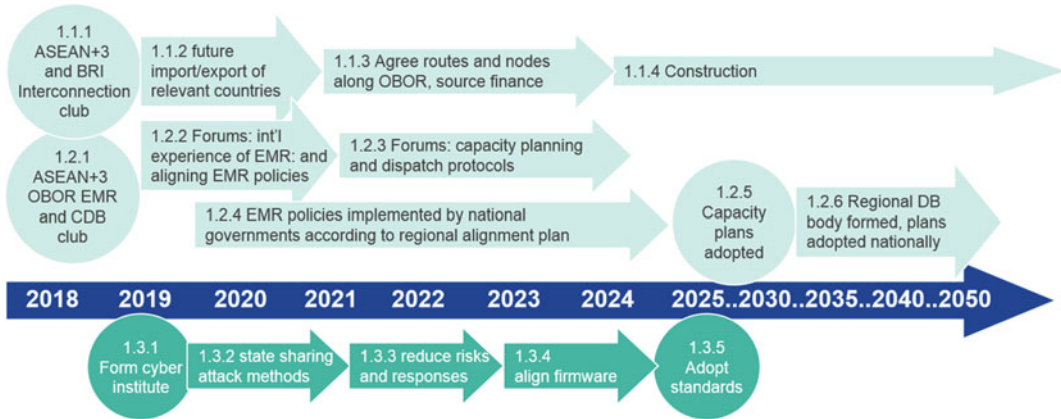 1.1.1
ASEAN+3
and BRI
Interconnection
club
1.1.2 future
import/export of
relevant countries
1.1.3 Agree routes and nodes
along OBOR, source finance
1.1.4 Construction
1.2.1
ASEAN+3
OBOR EMR
and CDB
club
1.2.2 Forums: int'l
experience of EMR: and
aligning EMR policies
1.2.3 Forums: capacity planning
and dispatch protocols
1.2.4 EMR policies implemented by national
governments according to regional alignment plan
1.2.5
Capacity
plans
adopted
1.2.6 Regional DB
body formed, plans
adopted nationally
2018 2019 2020 2021 2022 2023 2024 2025..2030..2035..2040..2050
1.3.1
Form cyber
institute
1.3.2 state sharing
attack methods
1.3.3 reduce risks
and responses
1.3.4
align firmware
1.3.5
Adopt
standards